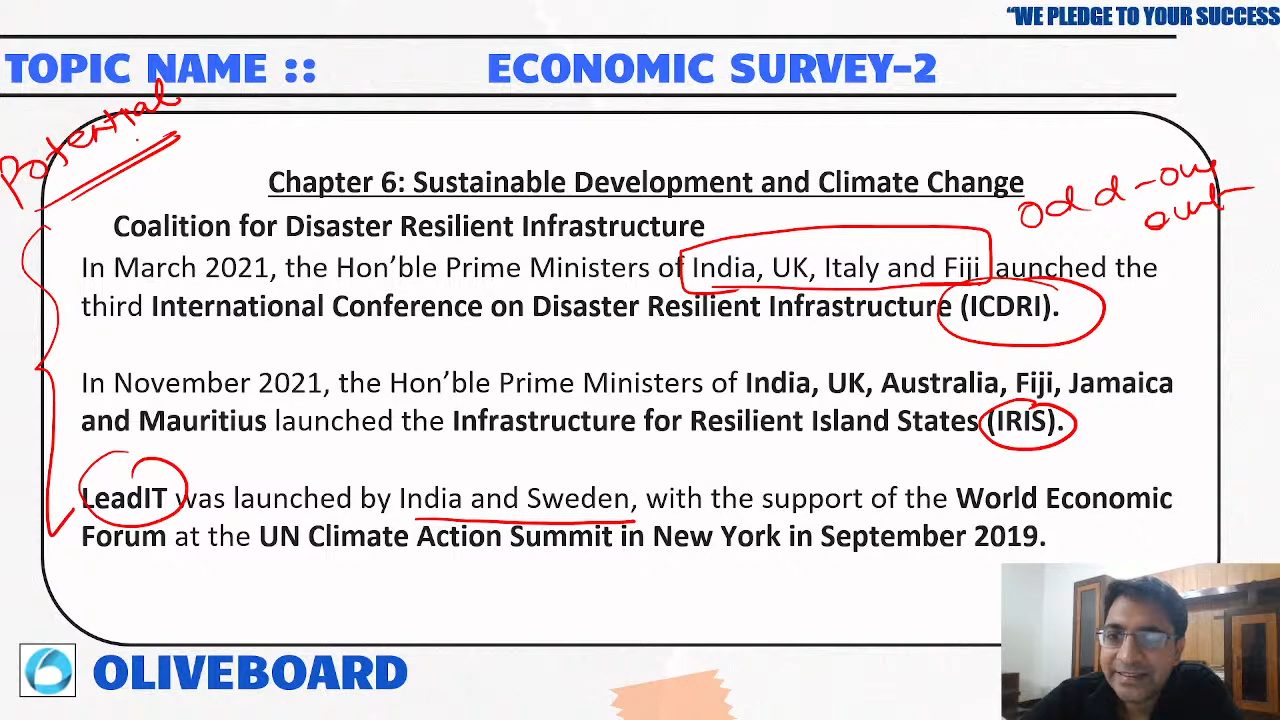 “WE PLEDGE TO YOUR SUCCESS
TOPIC NAME :: ECONOMIC SURVEY-2
Potential
Chapter 6: Sustainable Development and Climate Change
odd-one
out
Coalition for Disaster Resilient Infrastructure
In March 2021, the Hon’ble Prime Ministers of India, UK, Italy and Fiji aunched the
third International Conference on Disaster Resilient Infrastructure (ICDRI).
In November 2021, the Hon’ble Prime Ministers of India, UK, Australia, Fiji, Jamaica
and Mauritius launched the Infrastructure for Resilient Island States (IRIS).
LeadIT was launched by India and Sweden, with the support of the World Economic
Forum at the UN Climate Action Summit in New York in September 2019.
OLIVEBOARD